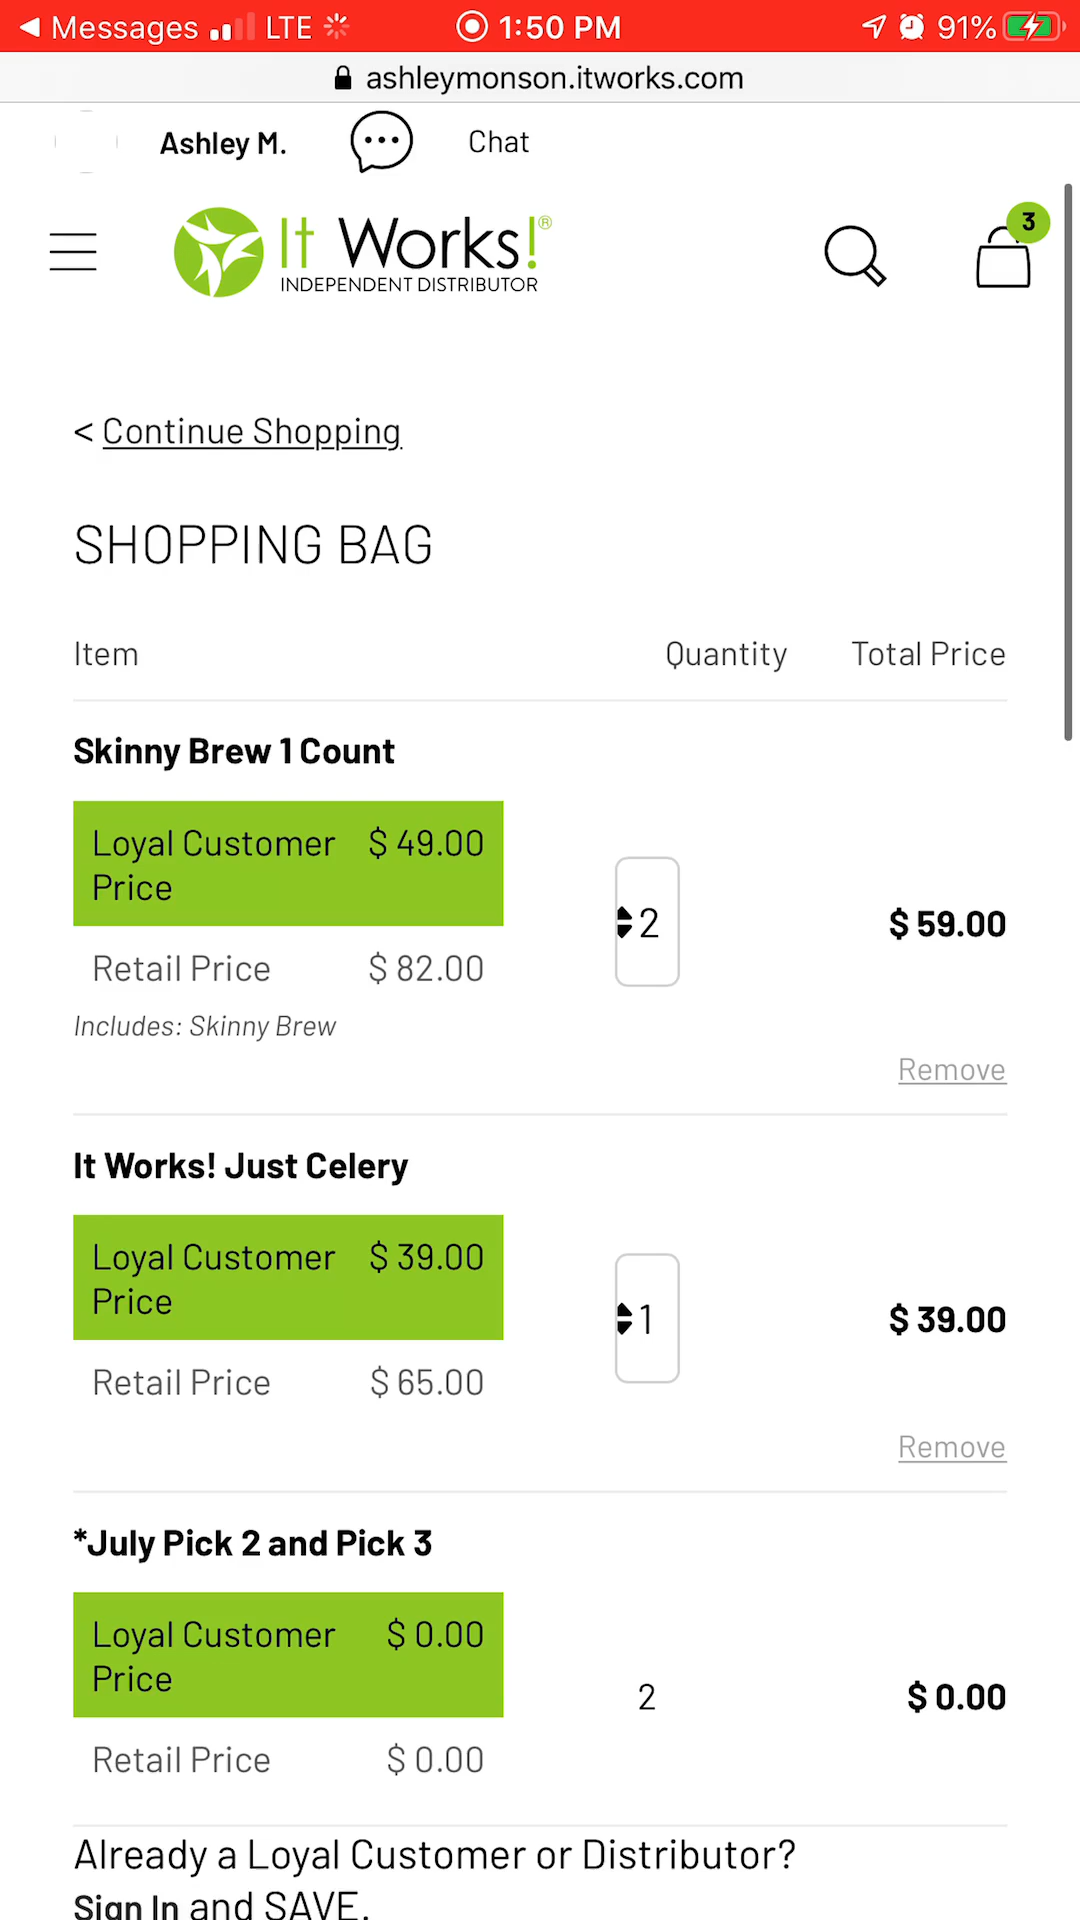 Messages LTE 1:50 PM 91%
ashleymonson.itworks.com
Ashley M. Chat
It Works!®
INDEPENDENT DISTRIBUTOR
3
< Continue Shopping
SHOPPING BAG
Item Quantity Total Price
Skinny Brew 1 Count
Loyal Customer Price $ 49.00
2 $ 59.00
Retail Price $ 82.00
Includes: Skinny Brew
Remove
It Works! Just Celery
Loyal Customer Price $ 39.00
1 $ 39.00
Retail Price $ 65.00
Remove
*July Pick 2 and Pick 3
Loyal Customer Price $ 0.00
2 $ 0.00
Retail Price $ 0.00
Already a Loyal Customer or Distributor?
Sign In and SAVE.